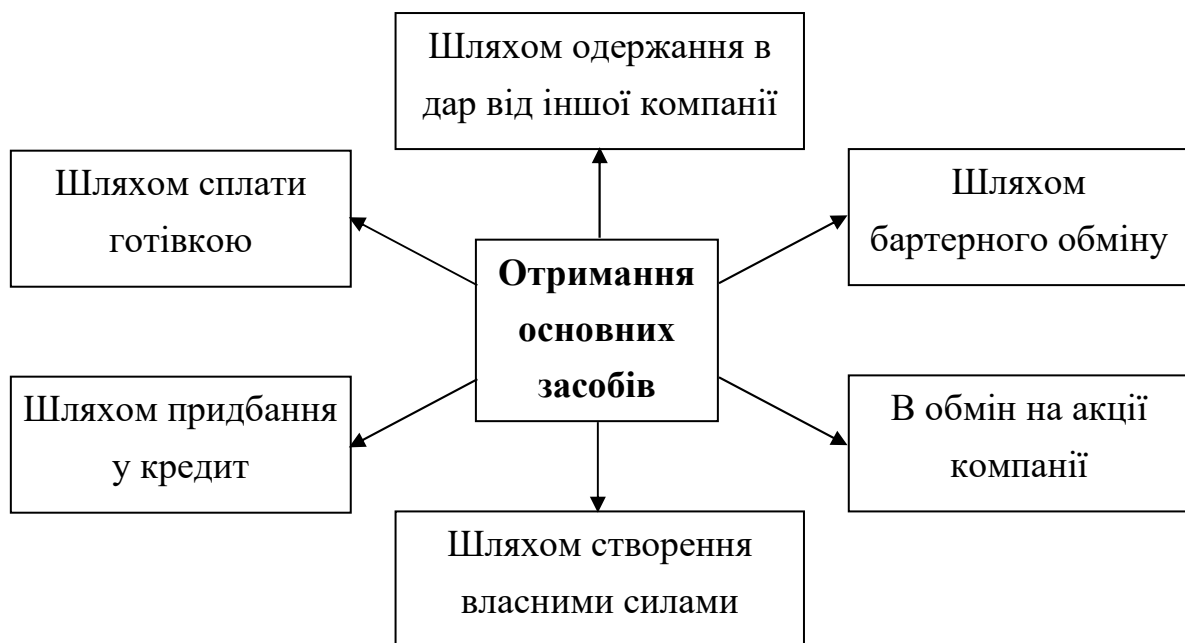 Шляхом одержання в
дар від іншої компанії
Шляхом сплати
готівкою
Шляхом
бартерного обміну
Отримання
основних
засобів
Шляхом придбання
у кредит
В обмін на акції
компанії
Шляхом створення
власними силами